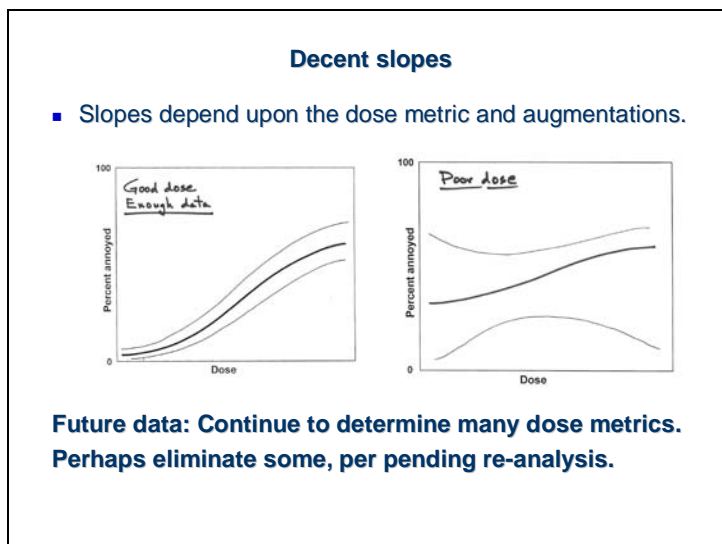 Decent slopes
Slopes depend upon the dose metric and augmentations.
100
Good dose
Enough data
Percent annoyed
0
Dose
100
Poor dose
Percent annoyed
0
Dose
Future data: Continue to determine many dose metrics.
Perhaps eliminate some, per pending re-analysis.